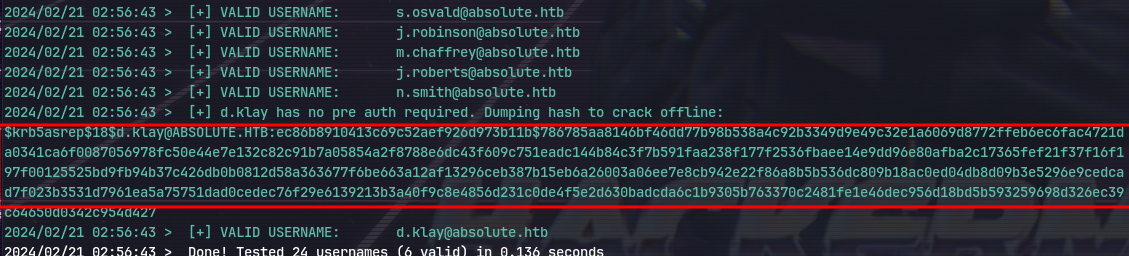 2024/02/21 02:56:43 > [+] VALID USERNAME: s.osvald@absolute.htb
2024/02/21 02:56:43 > [+] VALID USERNAME: j.robinson@absolute.htb
2024/02/21 02:56:43 > [+] VALID USERNAME: m.chaffrey@absolute.htb
2024/02/21 02:56:43 > [+] VALID USERNAME: j.roberts@absolute.htb
2024/02/21 02:56:43 > [+] VALID USERNAME: n.smith@absolute.htb
2024/02/21 02:56:43 > [+] d.klay has no pre auth required. Dumping hash to crack offline:
$krb5asrep$18$d.klay@ABSOLUTE.HTB:ec86b8910413c69c52aef926d973b11b$786785aa8146bf46dd77b98b538a4c92b3349d9e49c32e1a6069d8772ffeb6ec6fac4721d
a0341ca6f0087056978fc50e44e7e132c82c91b7a05854a2f8788e6dc43f609c751eadc144b84c3f7b591faa238f177f2536fbaee14e9dd96e80afba2c17365fef21f37f16f1
97f00125525bd9fb94b37c426db0b0812d58a363677f6be663a12af13296ceb387b15eb6a26003a06ee7e8cb942e22f86a8b5b536dc809b18ac0ed04db8d09b3e5296e9cedca
d7f023b3531d7961ea5a75751dad0cedec76f29e6139213b3a40f9c8e4856d231c0de4f5e2d630badcda6c1b9305b763370c2481fe1e46dec956d18bd5b593259698d326ec39
c64650d0342c954d427
2024/02/21 02:56:43 > [+] VALID USERNAME: d.klay@absolute.htb
2024/02/21 02:56:43 > Done! Tested 24 usernames (6 valid) in 0.136 seconds